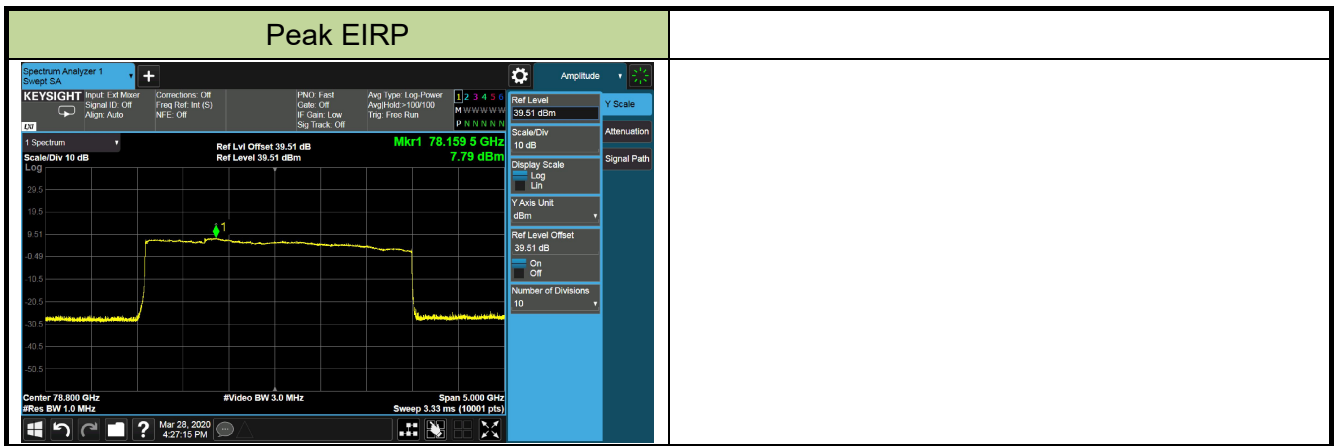 Peak EIRP
Spectrum Analyzer 1
Swept SA
Amplitude
KEYSIGHT
Input: Ext Mixer
Signal ID: Off
Align: Auto
Corrections: Off
Freq Ref: Int (S)
NFE: Off
PNO: Fast
Gate: Off
IF Gain: Low
Sig Track: Off
Avg Type: Log-Power
Avg|Hold:>100/100
Trig: Free Run
1 2 3 4 5 6
M W W W W W
P N N N N N
LXI
1 Spectrum
Scale/Div 10 dB
Ref Lvl Offset 39.51 dB
Ref Level 39.51 dBm
Mkr1 78.159 5 GHz
7.79 dBm
Log
29.5
19.5
9.51
-0.49
-10.5
-20.5
-30.5
-40.5
-50.5
1
Center 78.800 GHz
#Res BW 1.0 MHz
#Video BW 3.0 MHz
Span 5.000 GHz
Sweep 3.33 ms (10001 pts)
Ref Level
39.51 dBm
Scale/Div
10 dB
Display Scale
Log
Lin
Y Axis Unit
dBm
Ref Level Offset
39.51 dB
On
Off
Number of Divisions
10
Y Scale
Attenuation
Signal Path
?
Mar 28, 2020
4:27:15 PM